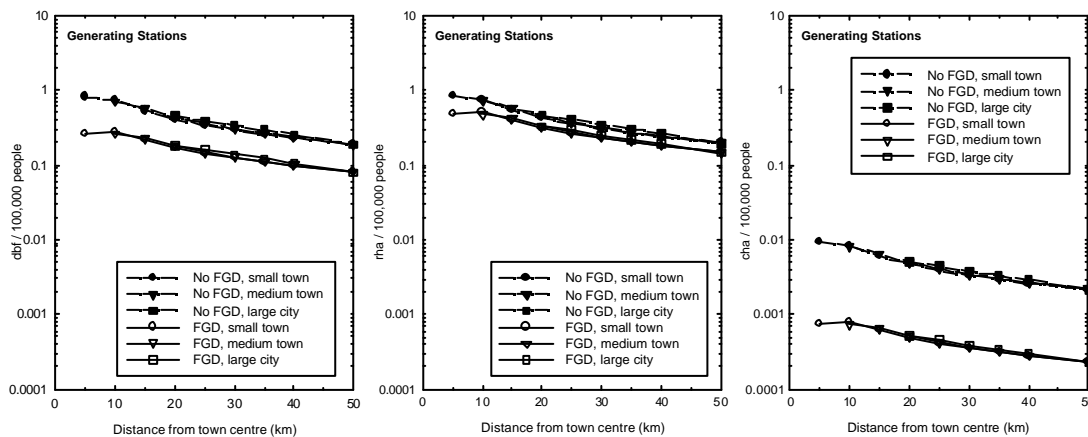 Generating Stations
dbf / 100,000 people
10
1
0.1
0.01
0.001
0.0001
No FGD, small town
No FGD, medium town
No FGD, large city
FGD, small town
FGD, medium town
FGD, large city
0 10 20 30 40 50
Distance from town centre (km)
Generating Stations
rha / 100,000 people
10
1
0.1
0.01
0.001
0.0001
No FGD, small town
No FGD, medium town
No FGD, large city
FGD, small town
FGD, medium town
FGD, large city
0 10 20 30 40 50
Distance from town centre (km)
Generating Stations
cha / 100,000 people
10
1
0.1
0.01
0.001
0.0001
No FGD, small town
No FGD, medium town
No FGD, large city
FGD, small town
FGD, medium town
FGD, large city
0 10 20 30 40 50
Distance from town centre (km)